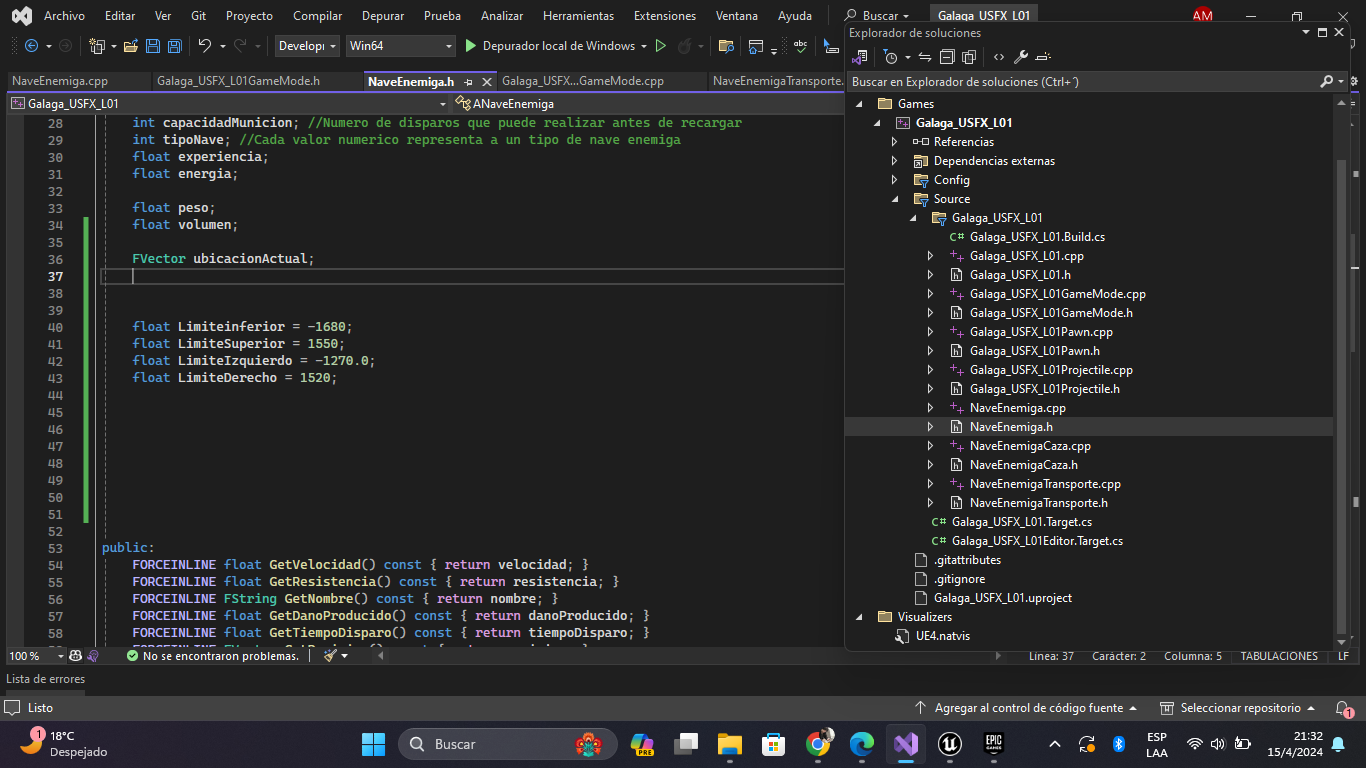 Archivo Editar Ver Git Proyecto Compilar Depurar Prueba Analizar Herramientas Extensiones Ventana Ayuda Buscar Galaga_USFX_L01 AM
Developr Win64 Depurador local de Windows
NaveEnemiga.cpp Galaga_USFX_L01GameMode.h NaveEnemiga.h Galaga_USFX...GameMode.cpp NaveEnemigaTransporte.
Galaga_USFX_L01 ANaveEnemiga
28 int capacidadMunicion; //Numero de disparos que puede realizar antes de recargar
29 int tipoNave; //Cada valor numerico representa a un tipo de nave enemiga
30 float experiencia;
31 float energia;
32
33 float peso;
34 float volumen;
35
36 FVector ubicacionActual;
37
38
39
40 float Limiteinferior = -1680;
41 float LimiteSuperior = 1550;
42 float LimiteIzquierdo = -1270.0;
43 float LimiteDerecho = 1520;
44
45
46
47
48
49
50
51
52
53 public:
54 FORCEINLINE float GetVelocidad() const { return velocidad; }
55 FORCEINLINE float GetResistencia() const { return resistencia; }
56 FORCEINLINE FString GetNombre() const { return nombre; }
57 FORCEINLINE float GetDanoProducido() const { return danoProducido; }
58 FORCEINLINE float GetTiempoDisparo() const { return tiempoDisparo; }
100 % No se encontraron problemas. Línea: 37 Carácter: 2 Columna: 5 TABULACIONES LF
Explorador de soluciones
Buscar en Explorador de soluciones (Ctrl+´)
Games
Galaga_USFX_L01
Referencias
Dependencias externas
Config
Source
Galaga_USFX_L01
C# Galaga_USFX_L01.Build.cs
Galaga_USFX_L01.cpp
Galaga_USFX_L01.h
Galaga_USFX_L01GameMode.cpp
Galaga_USFX_L01GameMode.h
Galaga_USFX_L01Pawn.cpp
Galaga_USFX_L01Pawn.h
Galaga_USFX_L01Projectile.cpp
Galaga_USFX_L01Projectile.h
NaveEnemiga.cpp
NaveEnemiga.h
NaveEnemigaCaza.cpp
NaveEnemigaCaza.h
NaveEnemigaTransporte.cpp
NaveEnemigaTransporte.h
C# Galaga_USFX_L01.Target.cs
C# Galaga_USFX_L01Editor.Target.cs
.gitattributes
.gitignore
Galaga_USFX_L01.uproject
Visualizers
UE4.natvis
Lista de errores
Listo Agregar al control de código fuente Seleccionar repositorio 1
1 18°C
Despejado
Buscar
PRE
EPIC GAMES
ESP
LAA
21:32
15/4/2024